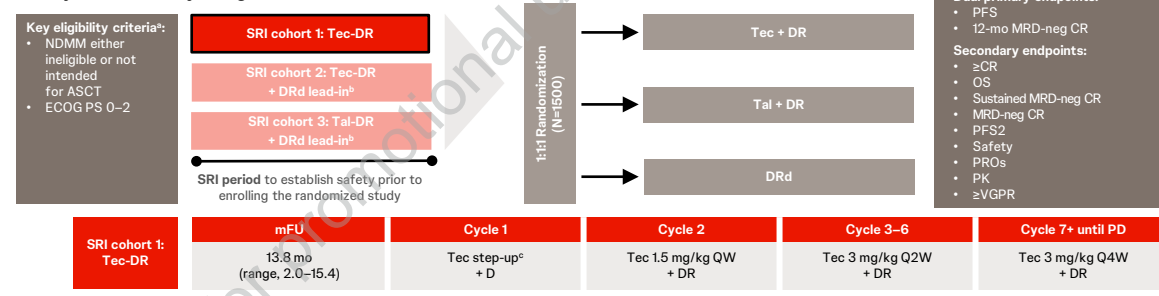 Key eligibility criteriaᵃ:
• NDMM either
ineligible or not
intended
for ASCT
• ECOG PS 0–2
SRI cohort 1: Tec-DR
SRI cohort 2: Tec-DR
+ DRd lead-inᵇ
SRI cohort 3: Tal-DR
+ DRd lead-inᵇ
SRI period to establish safety prior to
enrolling the randomized study
1:1:1 Randomization
(N=1500)
Tec + DR
Tal + DR
DRd
• PFS
• 12-mo MRD-neg CR
Secondary endpoints:
• ≥CR
• OS
• Sustained MRD-neg CR
• MRD-neg CR
• PFS2
• Safety
• PROs
• PK
• ≥VGPR
SRI cohort 1:
Tec-DR
mFU
Cycle 1
Cycle 2
Cycle 3–6
Cycle 7+ until PD
13.8 mo
(range, 2.0–15.4)
Tec step-upᶜ
+ D
Tec 1.5 mg/kg QW
+ DR
Tec 3 mg/kg Q2W
+ DR
Tec 3 mg/kg Q4W
+ DR
or promotional